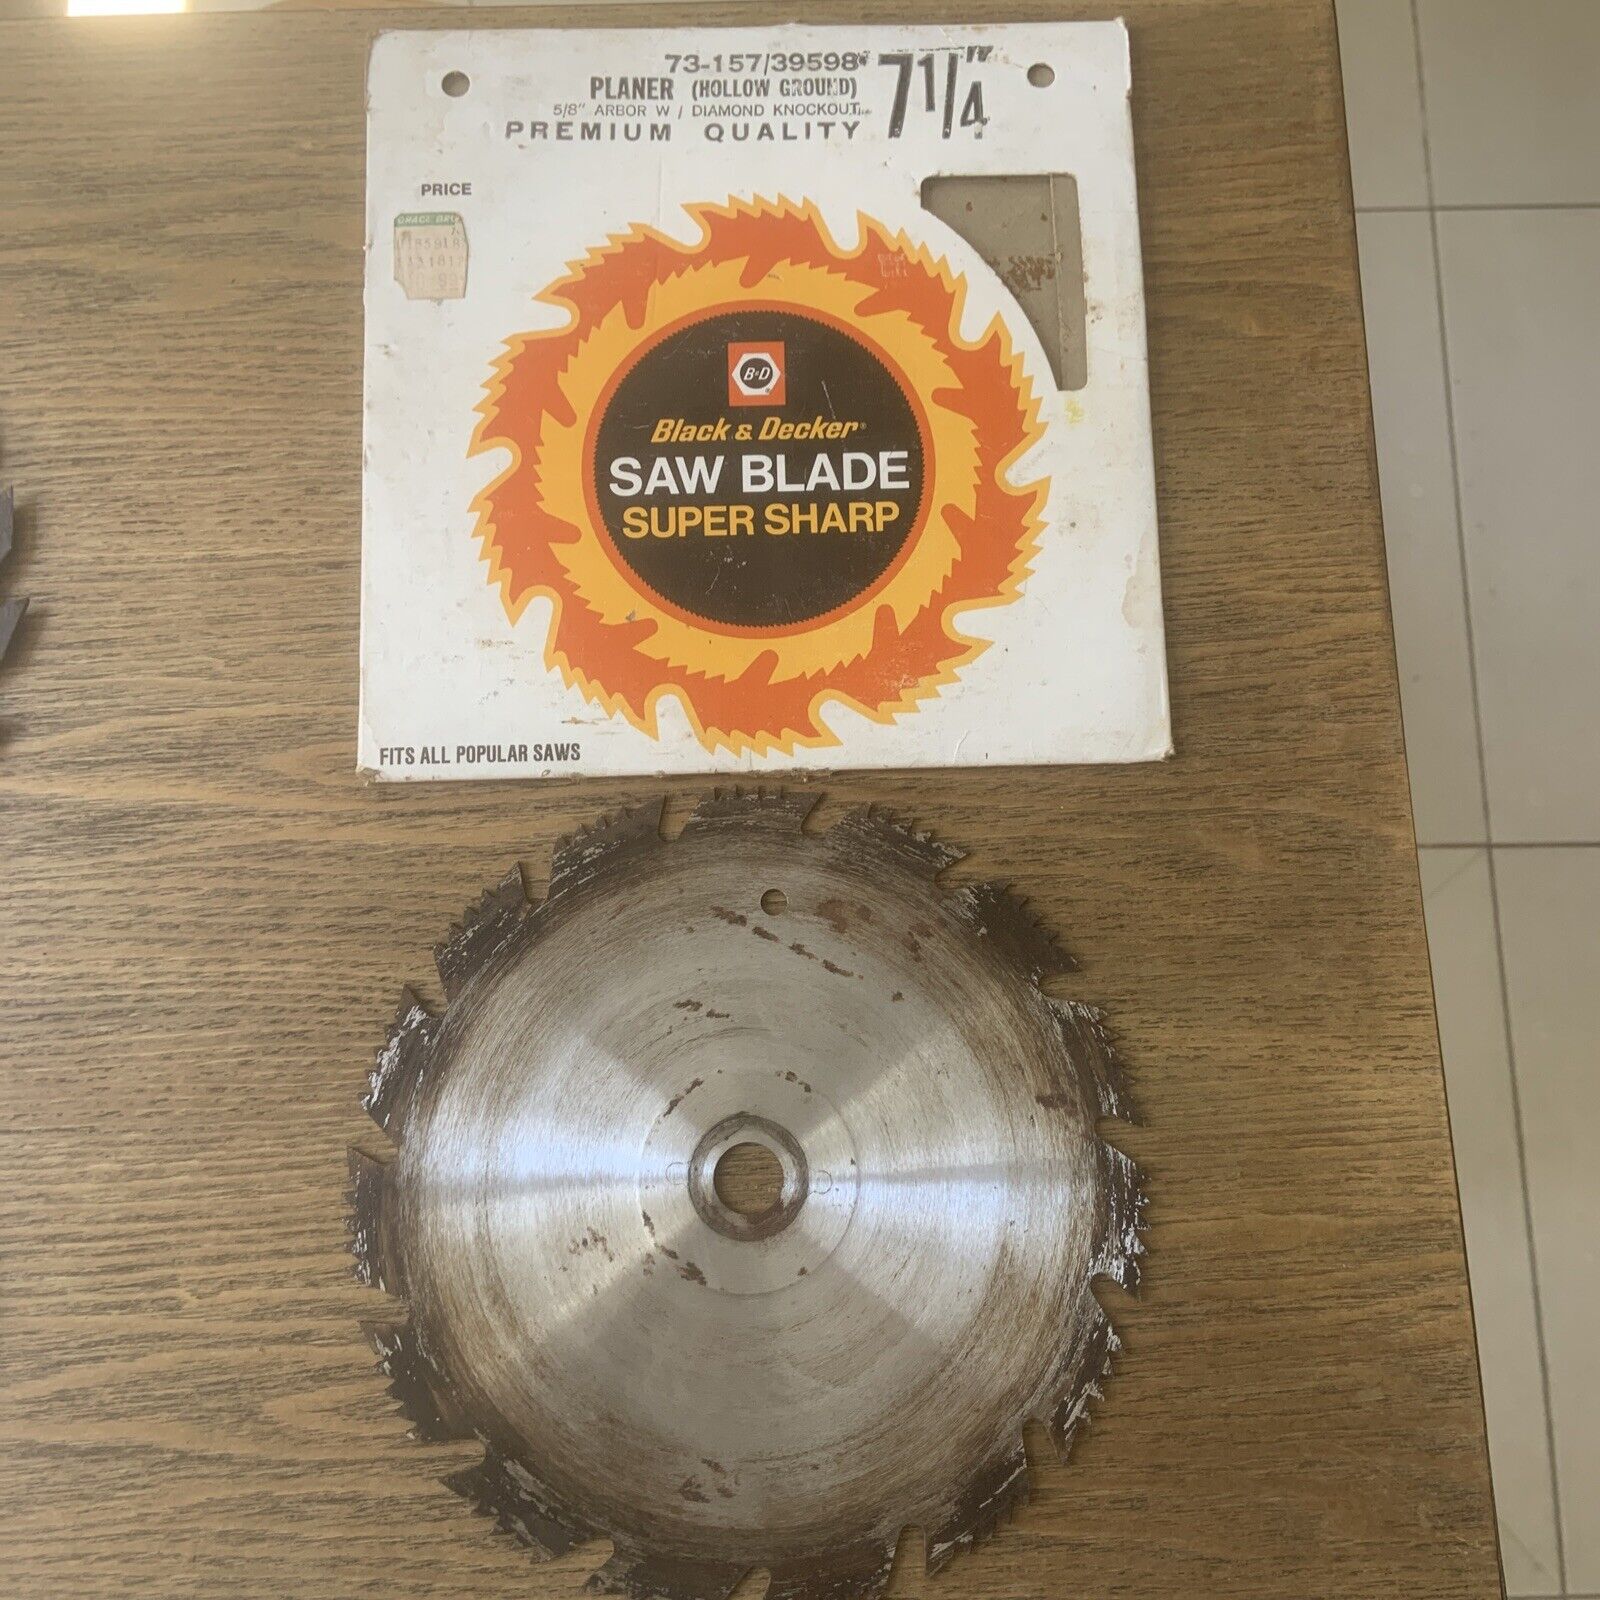 73-157/39598
7 1/4"
PLANER (HOLLOW GROUND)
5/8" ARBOR W / DIAMOND KNOCKOUT
PREMIUM QUALITY
PRICE
B&D
Black & Decker®
SAW BLADE
SUPER SHARP
FITS ALL POPULAR SAWS